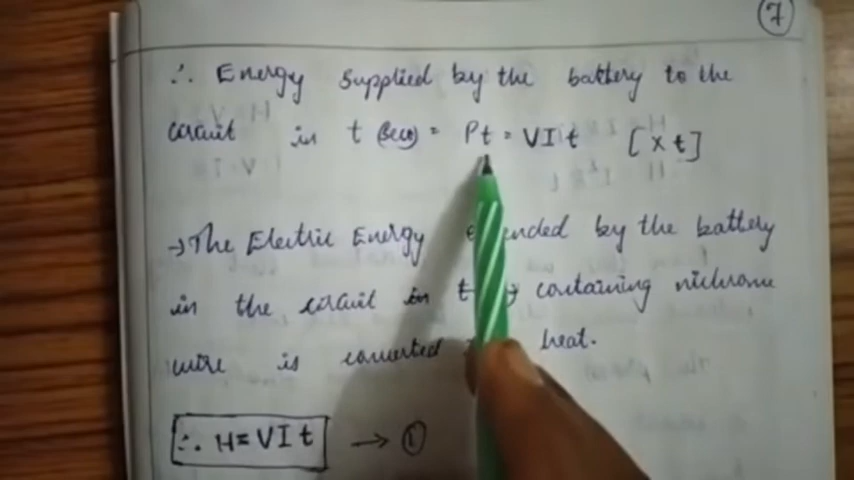 7
∴ Energy supplied by the battery to the
circuit in t (sec) = Pt = VIt [×t]
→ The Electric Energy by the battery
in the circuit in t containing nichrome
wire is converted heat.
∴ H = VIt → ①